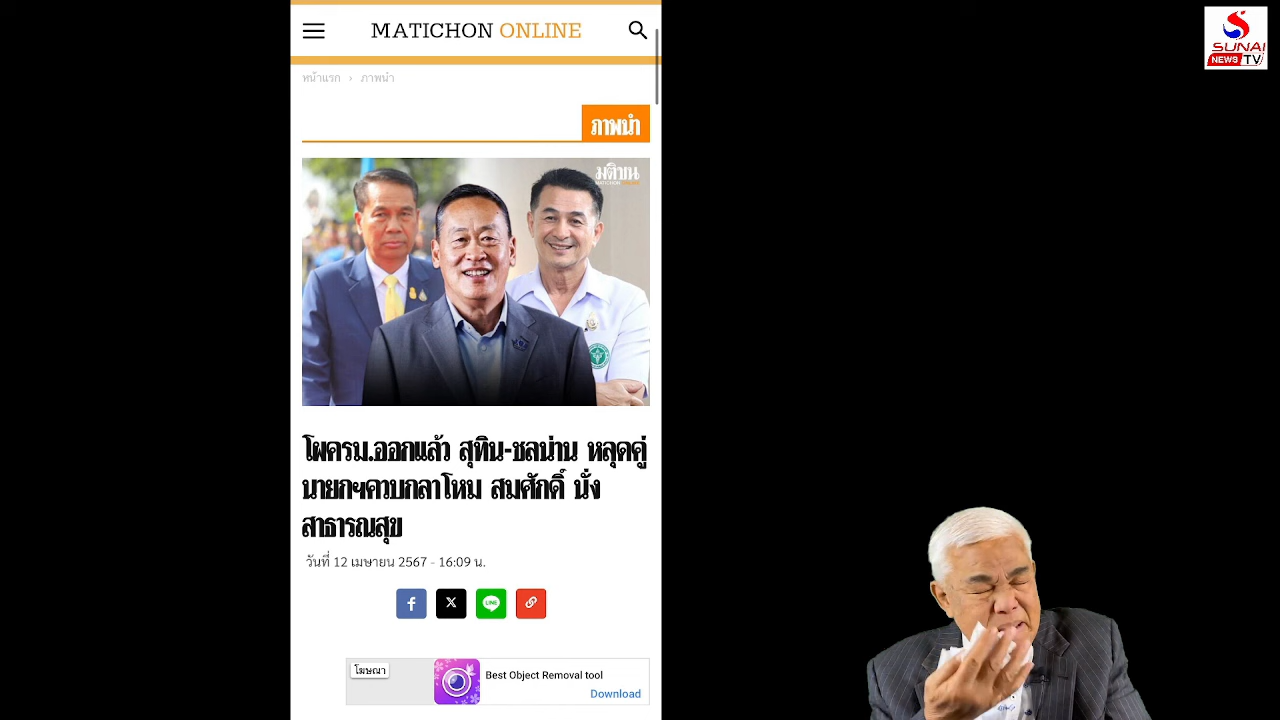 MATICHON ONLINE
SUNAI
NEWS TV
หน้าแรก › ภาพนำ
ภาพนำ
มติชน
MATICHON ONLINE
โผครม.ออกแล้ว สุทิน-ชลน่าน หลุดคู่
นายกฯควบกลาโหม สมศักดิ์ นั่ง
สาธารณสุข
วันที่ 12 เมษายน 2567 - 16:09 น.
LINE
โฆษณา
Best Object Removal tool
Download